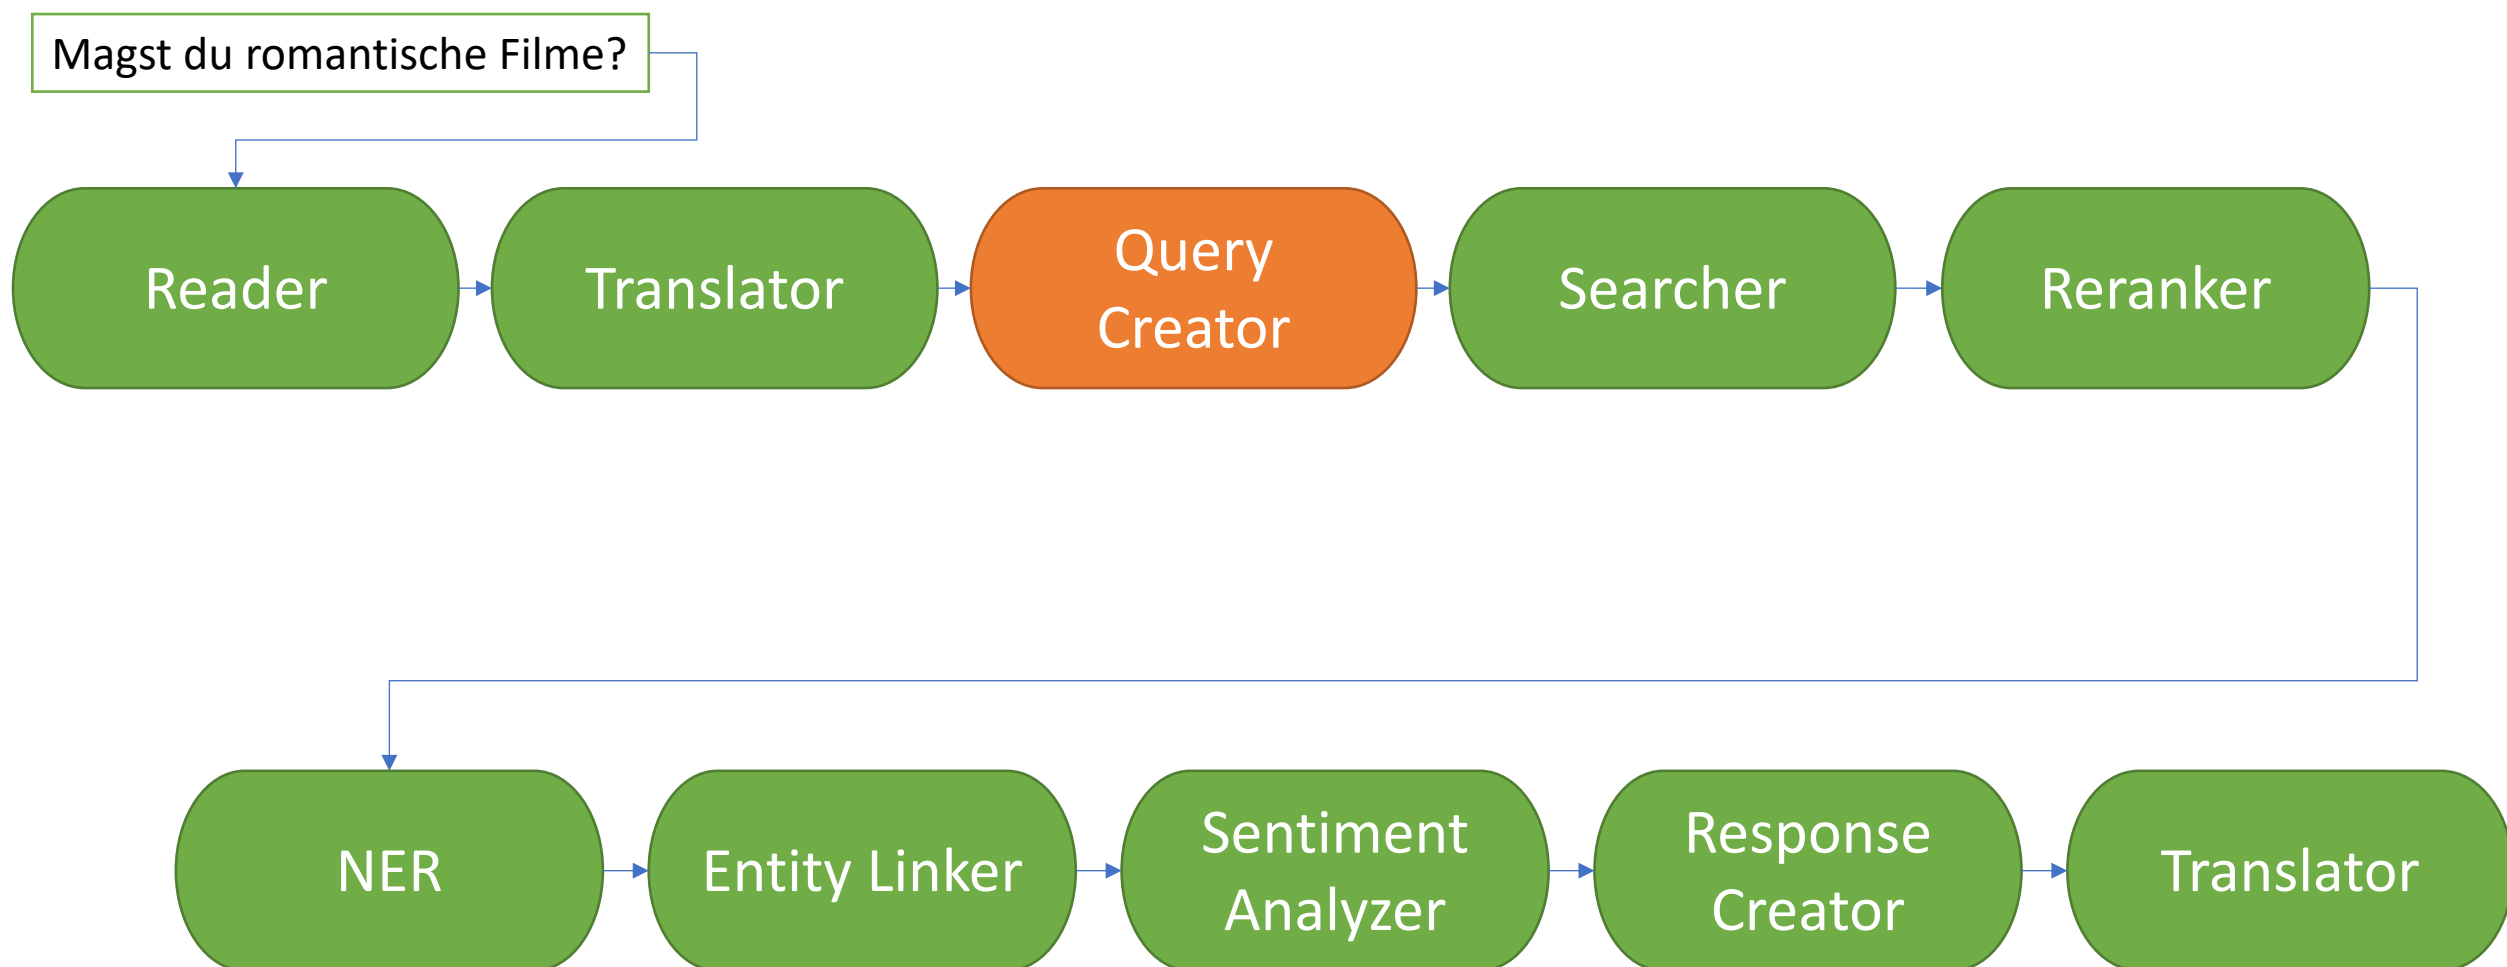 Magst du romantische Filme?
Reader
Translator
Query
Creator
Searcher
Reranker
NER
Entity Linker
Sentiment
Analyzer
Response
Creator
Translator